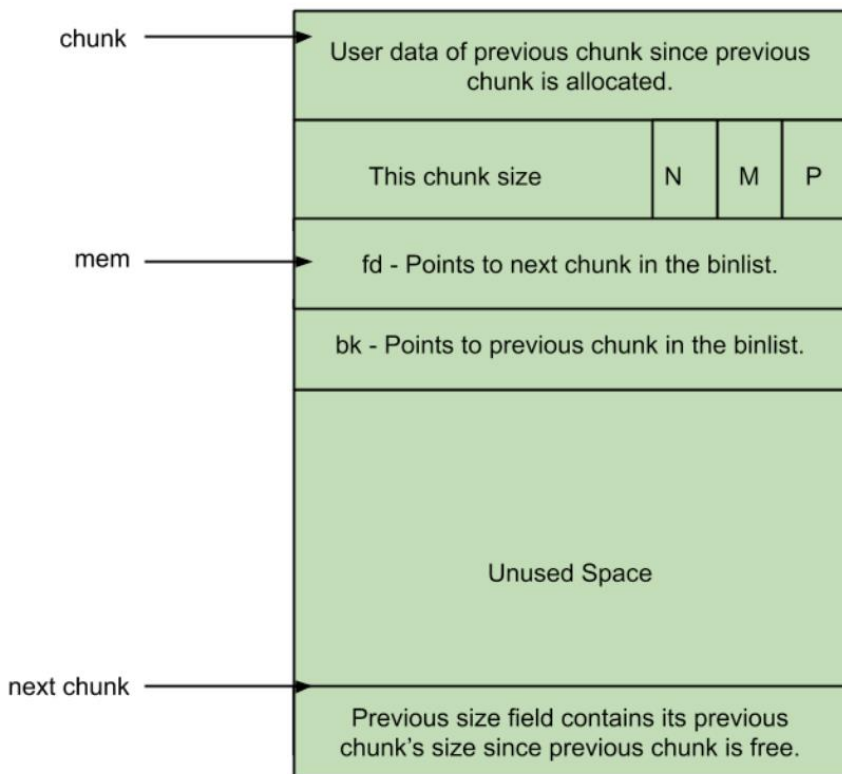 chunk
User data of previous chunk since previous
chunk is allocated.
This chunk size
N
M
P
mem
fd - Points to next chunk in the binlist.
bk - Points to previous chunk in the binlist.
Unused Space
next chunk
Previous size field contains its previous
chunk's size since previous chunk is free.